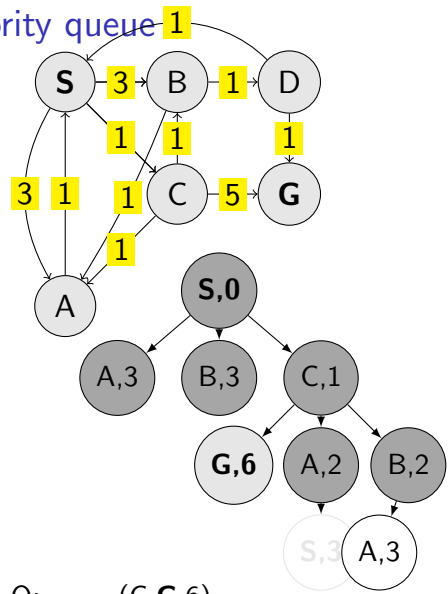 ority queue
1
S 3 B 1 D
1 1 1
3 1 1 C 5 G
1
A
S,0
A,3 B,3 C,1
G,6 A,2 B,2
S,3 A,3